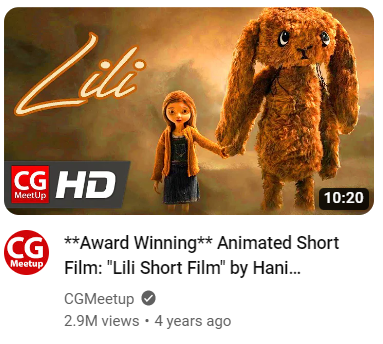 Lili
CG
MeetUp
HD
10:20
CG
Meetup
**Award Winning** Animated Short
Film: "Lili Short Film" by Hani...
CGMeetup
2.9M views • 4 years ago